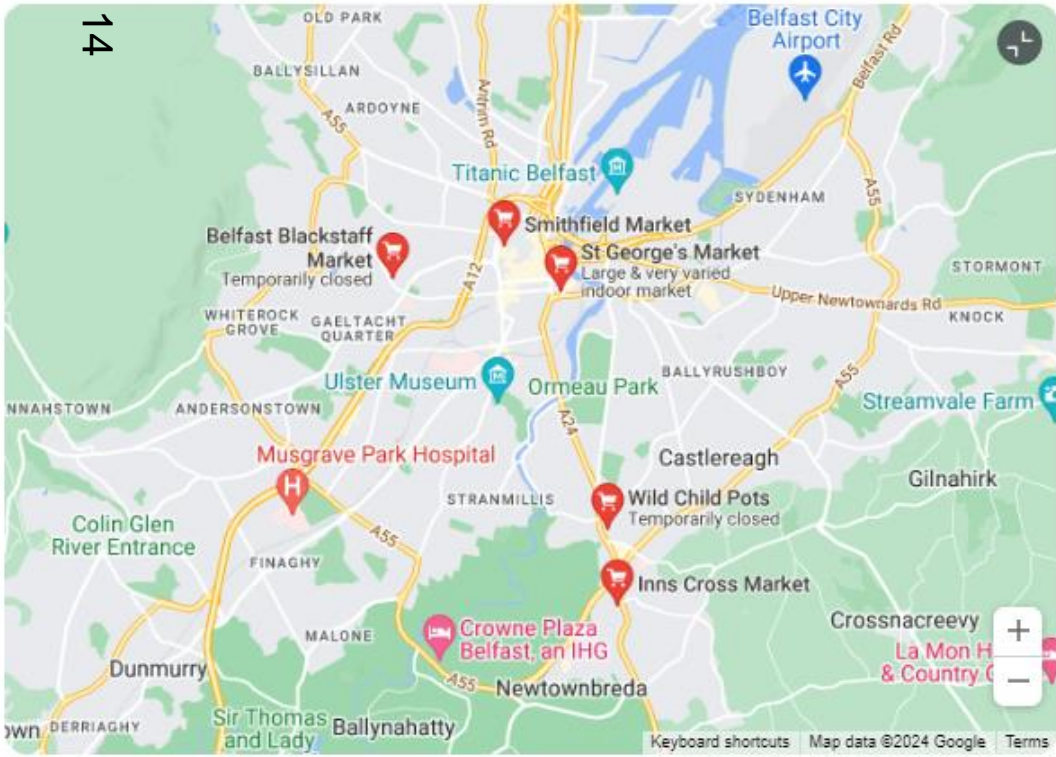 14
OLD PARK
Belfast City
Airport
BALLYSILLAN
Belfast Rd
ARDOYNE
Antrim Rd
A55
Titanic Belfast
SYDENHAM
A55
Smithfield Market
Belfast Blackstaff
Market
Temporarily closed
St George's Market
Large & very varied
indoor market
A12
STORMONT
Upper Newtownards Rd
KNOCK
WHITEROCK
GROVE
GAELTACHT
QUARTER
Ulster Museum
Ormeau Park
BALLYRUSHBOY
A55
NNAHSTOWN
ANDERSONSTOWN
A24
Streamvale Farm
Musgrave Park Hospital
H
Castlereagh
Gilnahirk
STRANMILLIS
Wild Child Pots
Temporarily closed
Colin Glen
River Entrance
A55
FINAGHY
Inns Cross Market
Crossnacreevy
MALONE
Crowne Plaza
Belfast, an IHG
La Mon H
& Country C
Dunmurry
A55
Newtownbreda
own
DERRIAGHY
Sir Thomas
and Lady
Ballynahatty
Keyboard shortcuts
Map data ©2024 Google
Terms